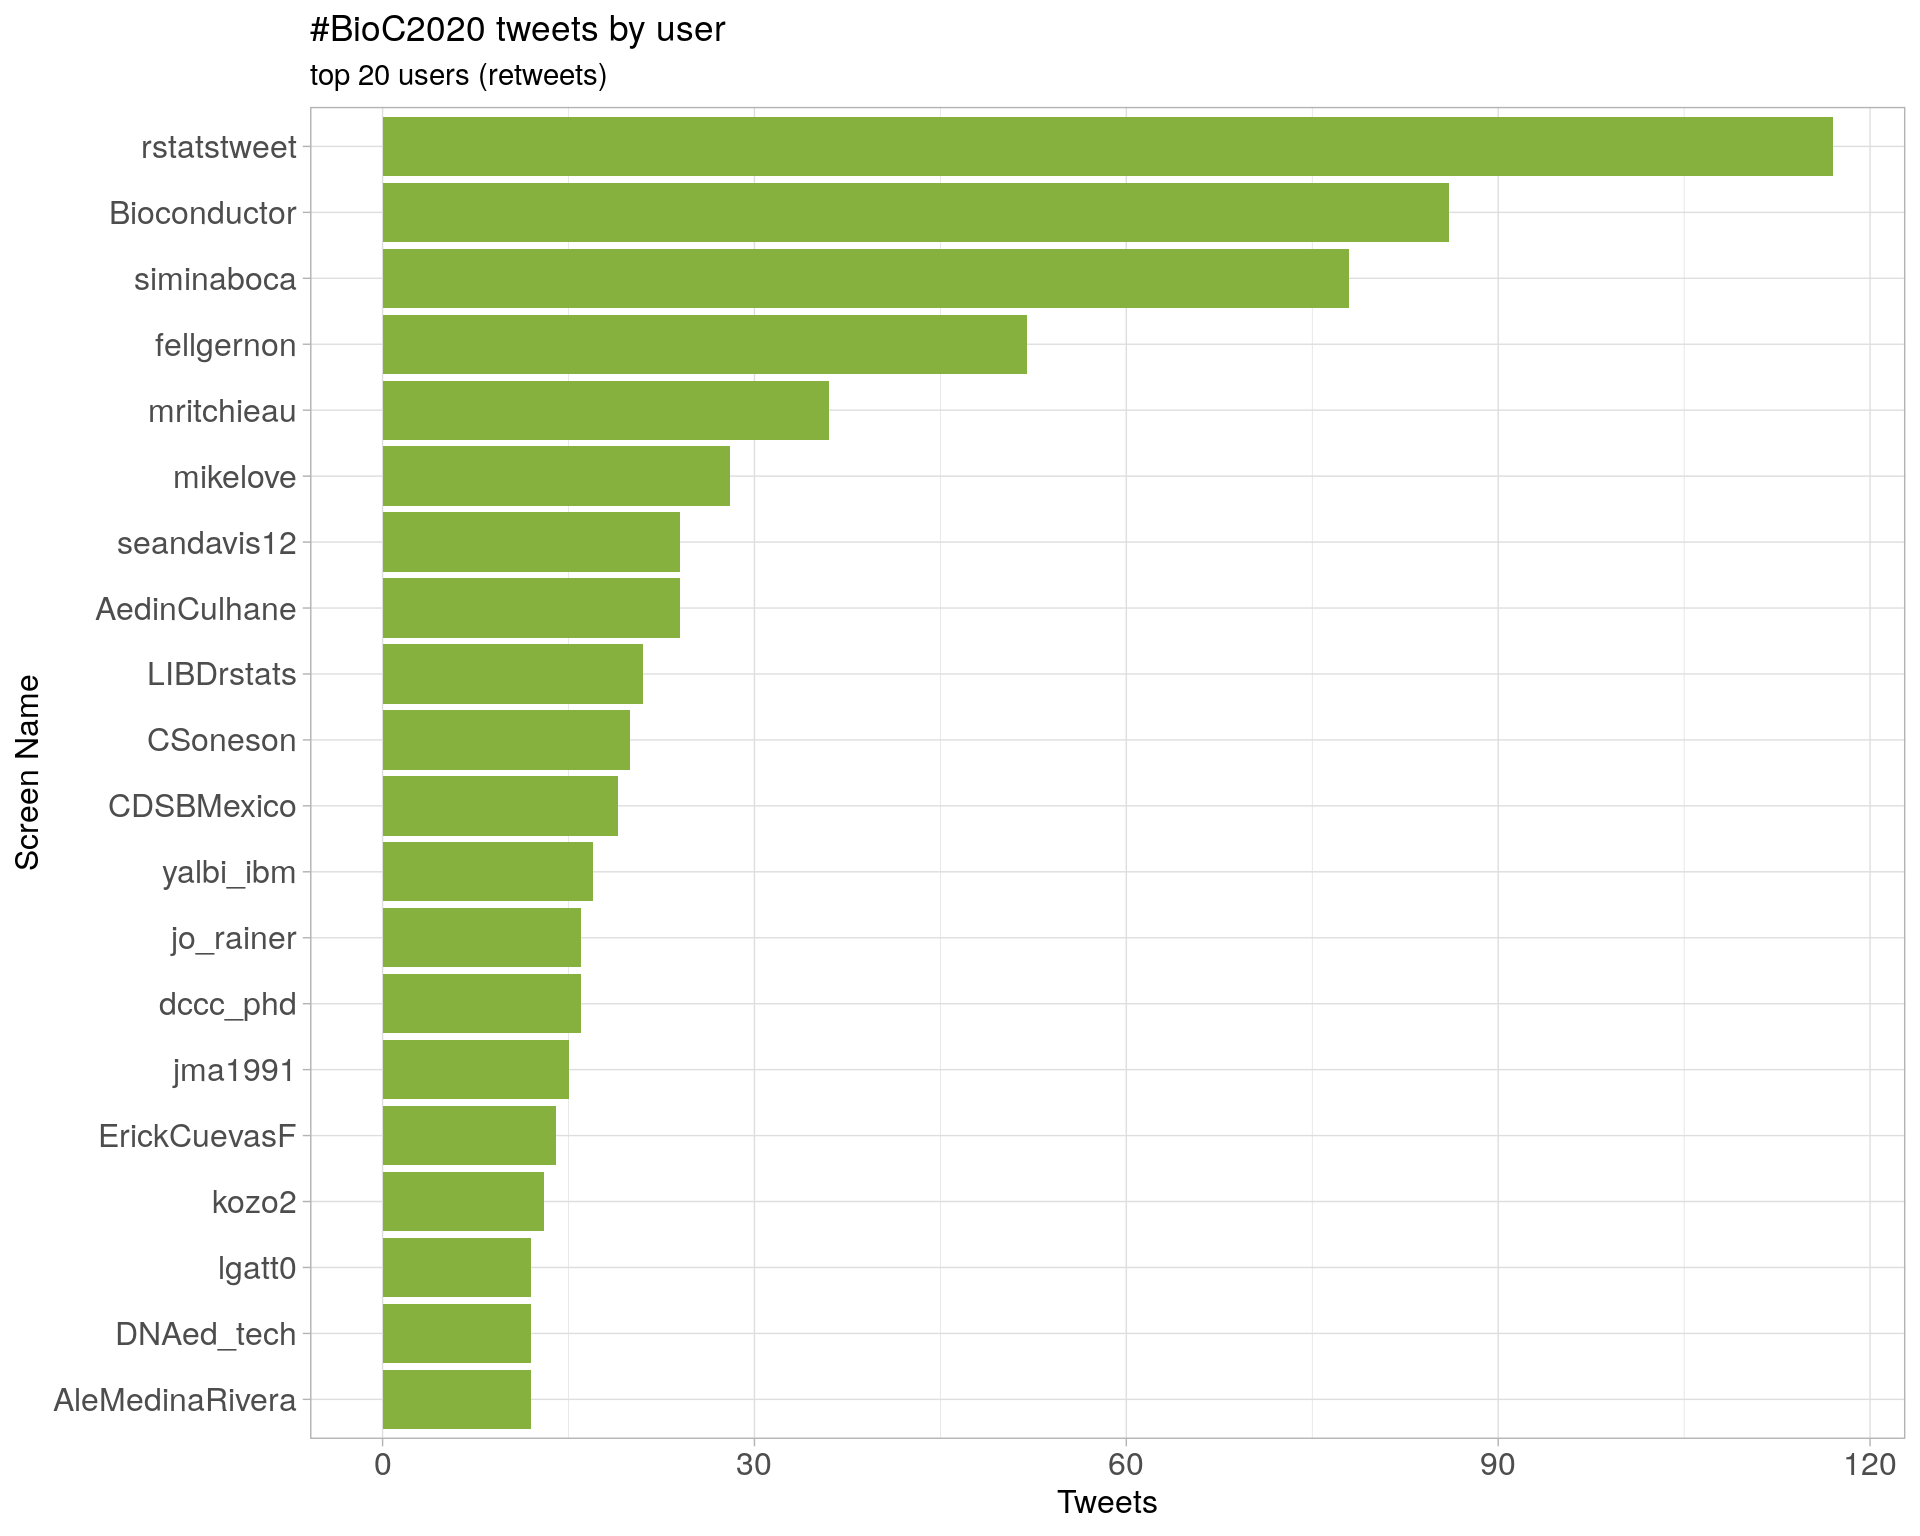 #BioC2020 tweets by user
top 20 users (retweets)
Screen Name
rstatstweet
Bioconductor
siminaboca
fellgernon
mritchieau
mikelove
seandavis12
AedinCulhane
LIBDrstats
CSoneson
CDSBMexico
yalbi_ibm
jo_rainer
dccc_phd
jma1991
ErickCuevasF
kozo2
lgatt0
DNAed_tech
AleMedinaRivera
0 30 60 90 120
Tweets